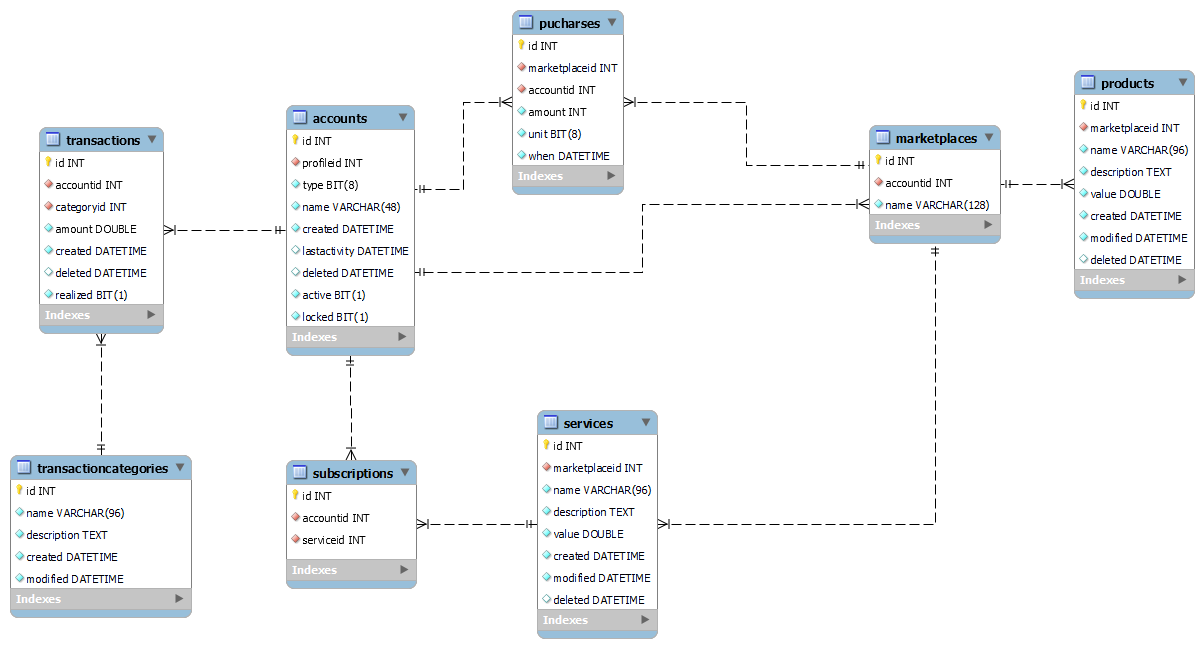 pucharses
id INT
marketplaceid INT
accountid INT
amount INT
unit BIT(8)
when DATETIME
Indexes
products
id INT
marketplaceid INT
name VARCHAR(96)
description TEXT
value DOUBLE
created DATETIME
modified DATETIME
deleted DATETIME
Indexes
accounts
id INT
profileid INT
type BIT(8)
name VARCHAR(48)
created DATETIME
lastactivity DATETIME
deleted DATETIME
active BIT(1)
locked BIT(1)
Indexes
transactions
id INT
accountid INT
categoryid INT
amount DOUBLE
created DATETIME
deleted DATETIME
realized BIT(1)
Indexes
marketplaces
id INT
accountid INT
name VARCHAR(128)
Indexes
services
id INT
marketplaceid INT
name VARCHAR(96)
description TEXT
value DOUBLE
created DATETIME
modified DATETIME
deleted DATETIME
Indexes
transactioncategories
id INT
name VARCHAR(96)
description TEXT
created DATETIME
modified DATETIME
Indexes
subscriptions
id INT
accountid INT
serviceid INT
Indexes